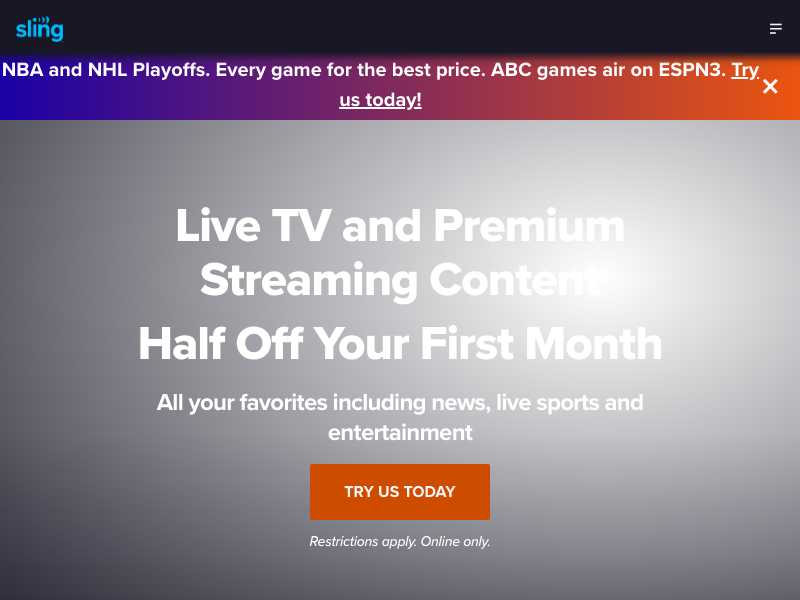 sling
NBA and NHL Playoffs. Every game for the best price. ABC games air on ESPN3. Try
us today!
Live TV and Premium
Streaming Content
Half Off Your First Month
All your favorites including news, live sports and
entertainment
TRY US TODAY
Restrictions apply. Online only.